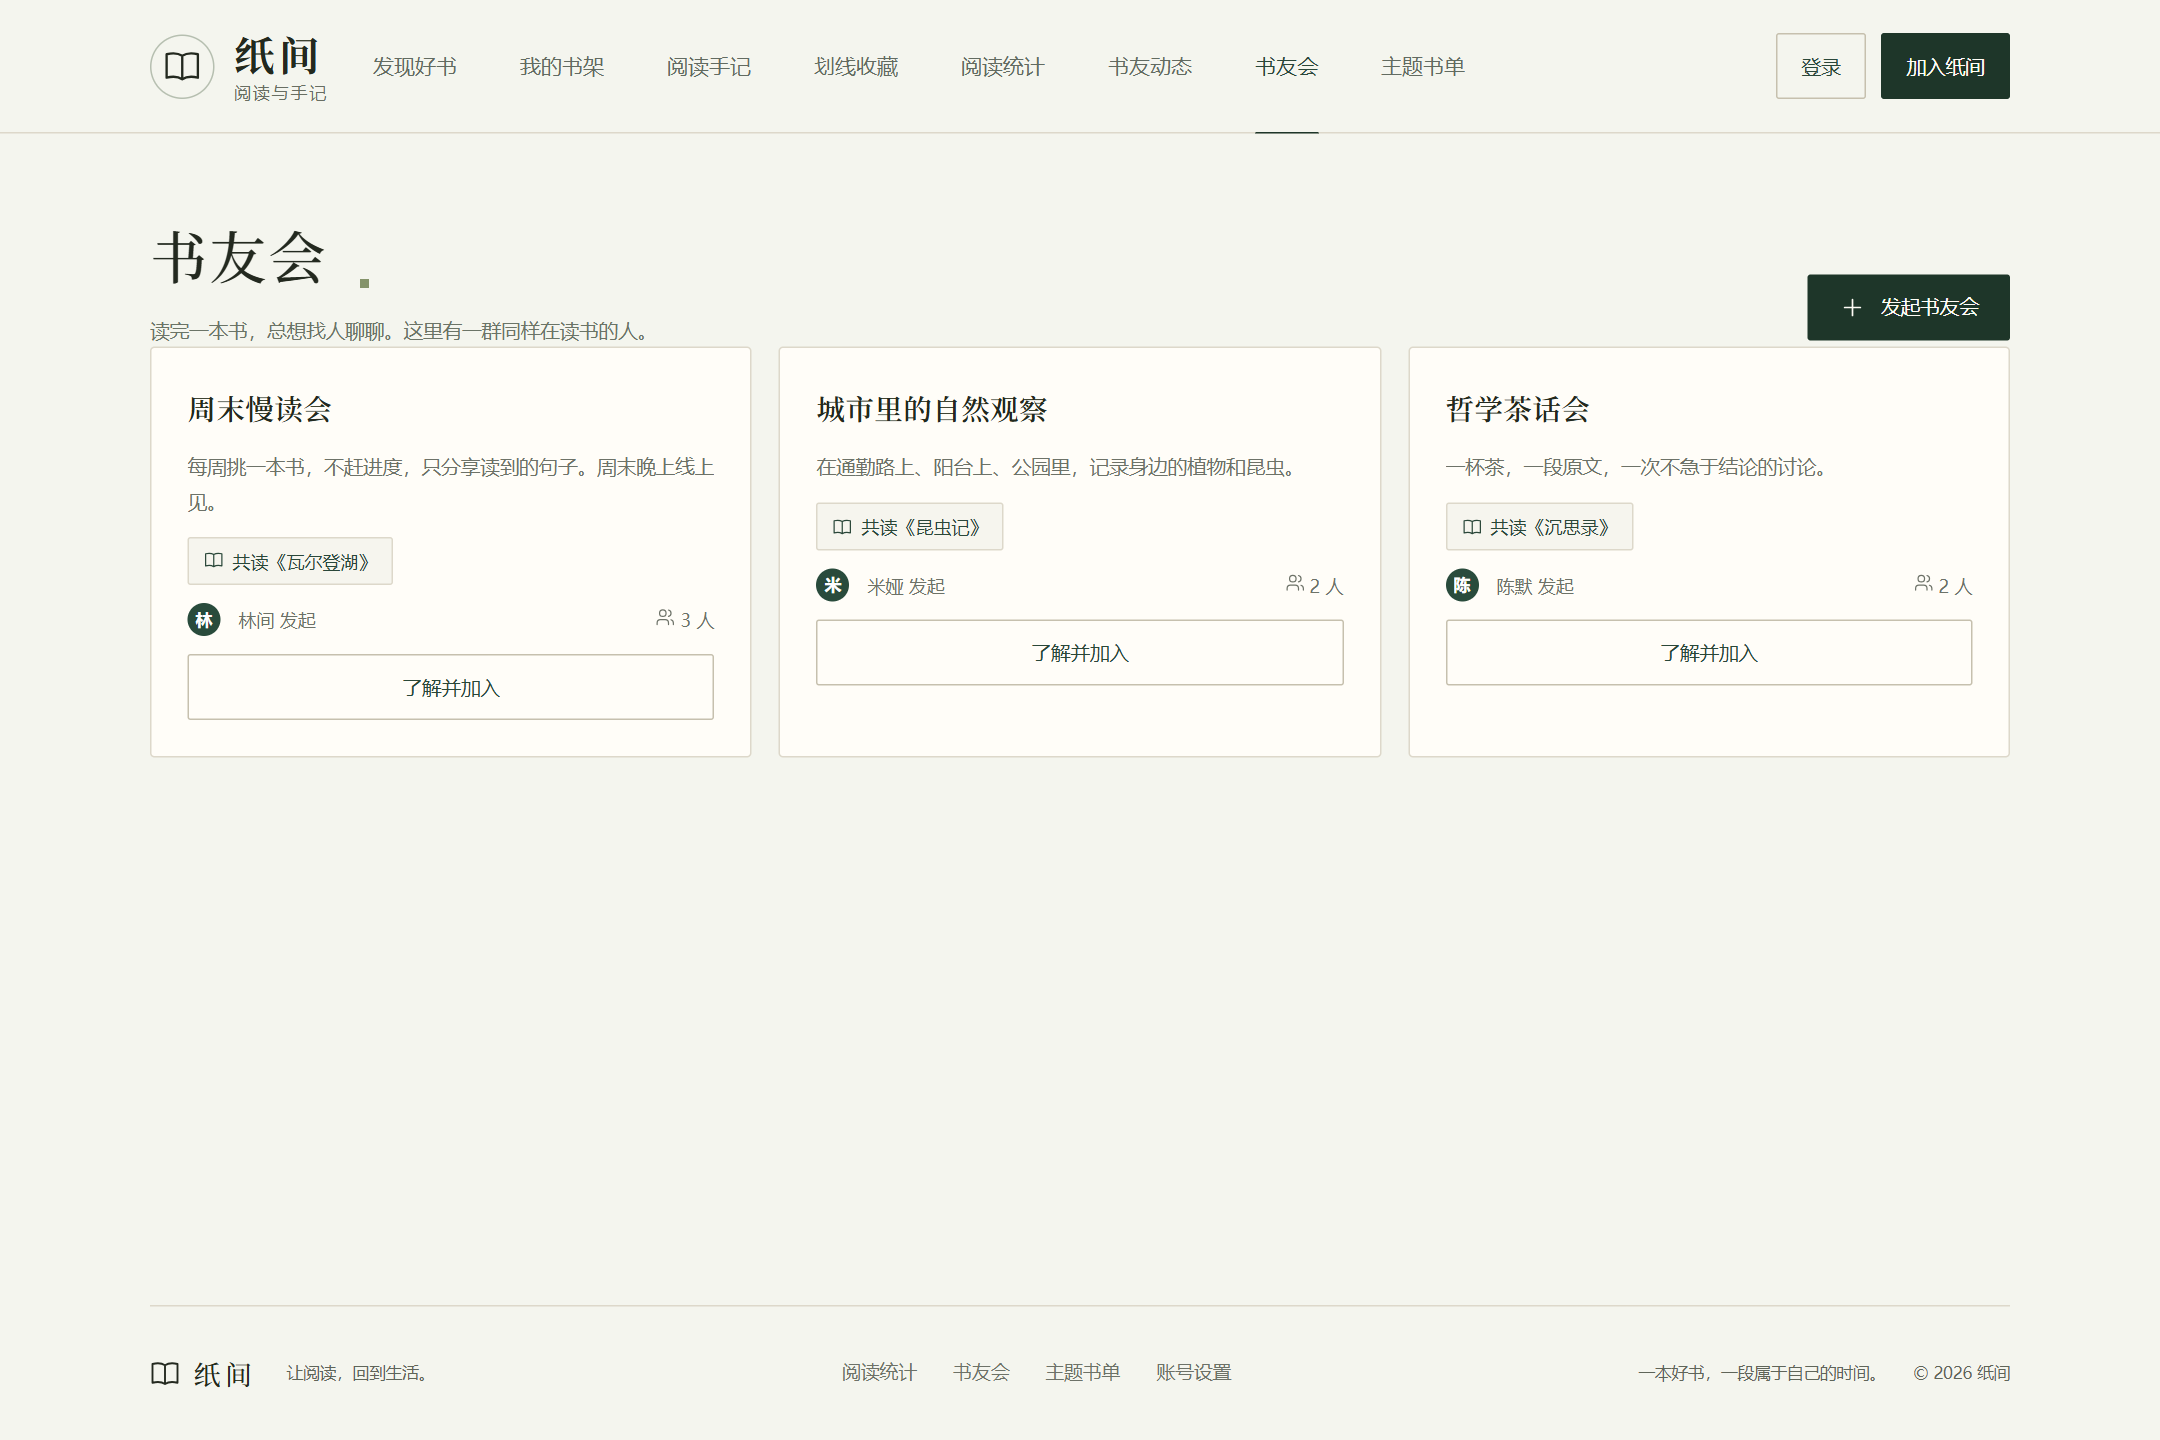 纸间
阅读与手记
发现好书
我的书架
阅读手记
划线收藏
阅读统计
书友动态
书友会
主题书单
登录
加入纸间
书友会
读完一本书，总想找人聊聊。这里有一群同样在读书的人。
发起书友会
周末慢读会
每周挑一本书，不赶进度，只分享读到的句子。周末晚上线上
见。
共读《瓦尔登湖》
林 林间 发起
3 人
了解并加入
城市里的自然观察
在通勤路上、阳台上、公园里，记录身边的植物和昆虫。
共读《昆虫记》
米 米娅 发起
2 人
了解并加入
哲学茶话会
一杯茶，一段原文，一次不急于结论的讨论。
共读《沉思录》
陈 陈默 发起
2 人
了解并加入
纸间
让阅读，回到生活。
阅读统计
书友会
主题书单
账号设置
一本好书，一段属于自己的时间。
© 2026 纸间